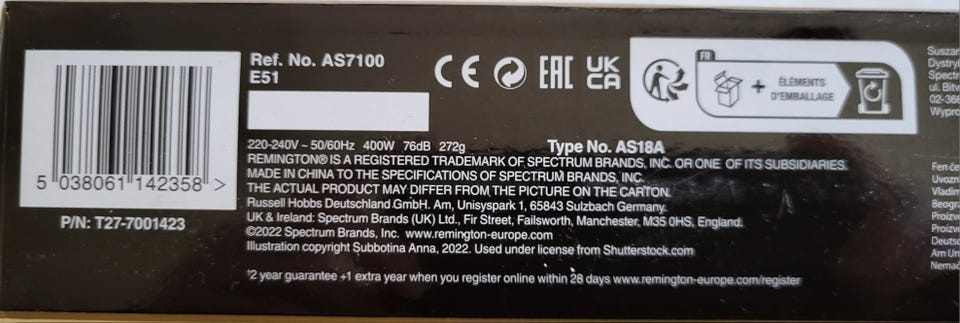 5 038061 142358 >
P/N: T27-7001423
Ref. No. AS7100
E51
CE EAC UK CA
FR
+ ÉLÉMENTS
D'EMBALLAGE
220-240V ~ 50/60Hz 400W 76dB 272g Type No. AS18A
REMINGTON® IS A REGISTERED TRADEMARK OF SPECTRUM BRANDS, INC. OR ONE OF ITS SUBSIDIARIES.
MADE IN CHINA TO THE SPECIFICATIONS OF SPECTRUM BRANDS, INC.
THE ACTUAL PRODUCT MAY DIFFER FROM THE PICTURE ON THE CARTON.
Russell Hobbs Deutschland GmbH. Am, Unisyspark 1, 65843 Sulzbach Germany.
UK & Ireland: Spectrum Brands (UK) Ltd., Fir Street, Failsworth, Manchester, M35 0HS, England.
©2022 Spectrum Brands, Inc. www.remington-europe.com
Illustration copyright Subbotina Anna, 2022. Used under license from Shutterstock.com
*2 year guarantee +1 extra year when you register online within 28 days www.remington-europe.com/register
ul.
02-